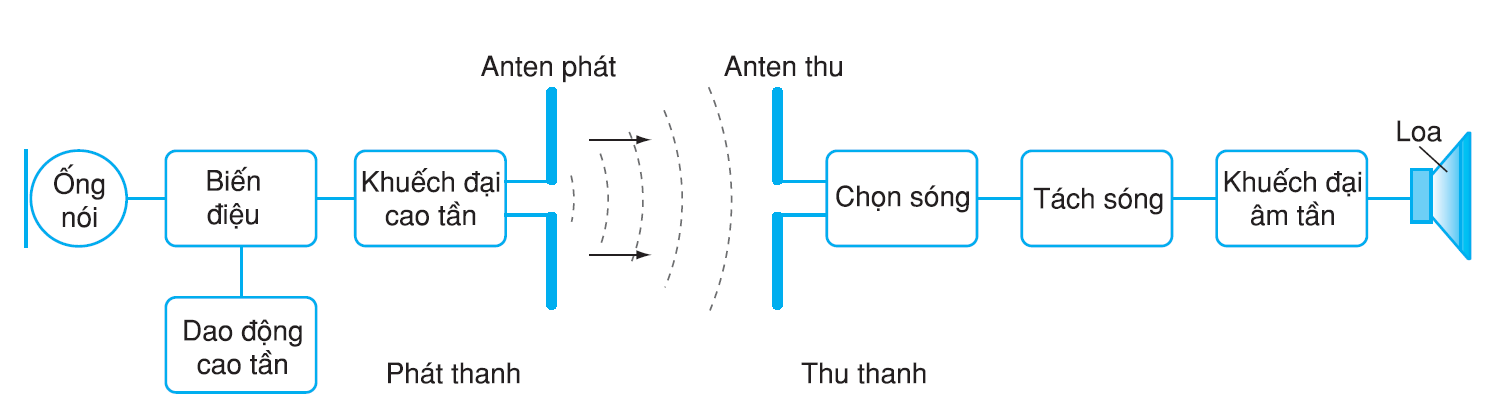 Anten phát
Anten thu
Loa
Ống
nói
Biến
điệu
Khuếch đại
cao tần
Chọn sóng
Tách sóng
Khuếch đại
âm tần
Dao động
cao tần
Phát thanh
Thu thanh